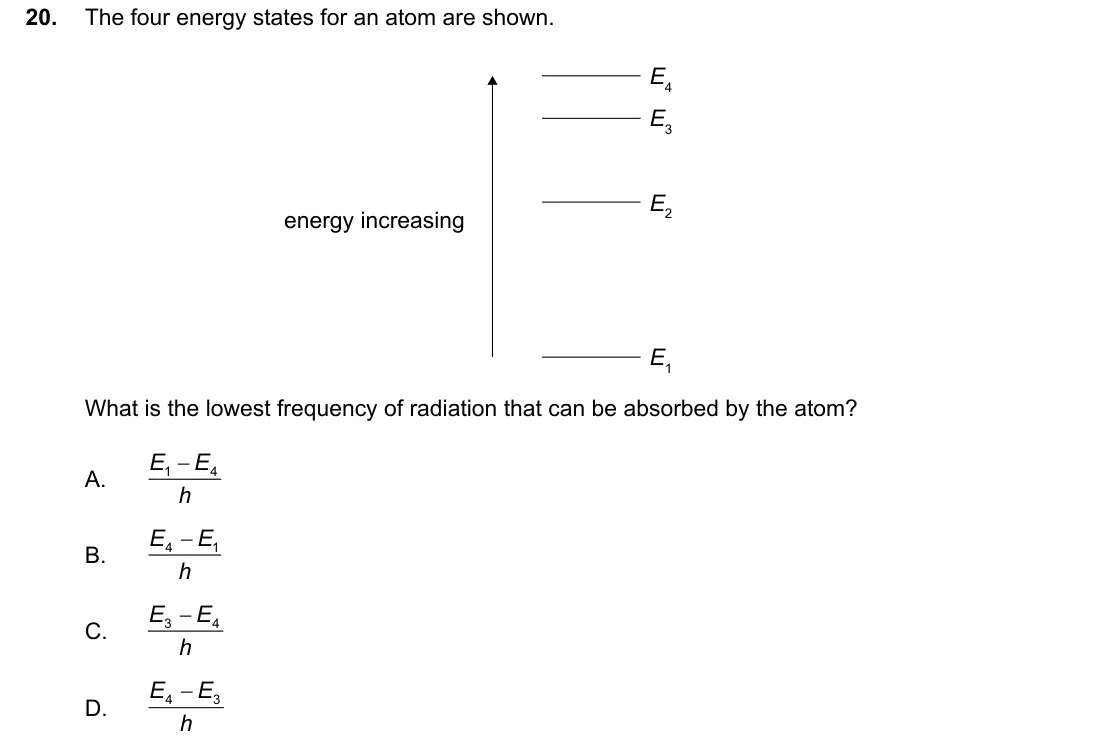 20. The four energy states for an atom are shown.
E₄
E₃
E₂
energy increasing
E₁
What is the lowest frequency of radiation that can be absorbed by the atom?
A. E₁ – E₄
h
B. E₄ – E₁
h
C. E₃ – E₄
h
D. E₄ – E₃
h